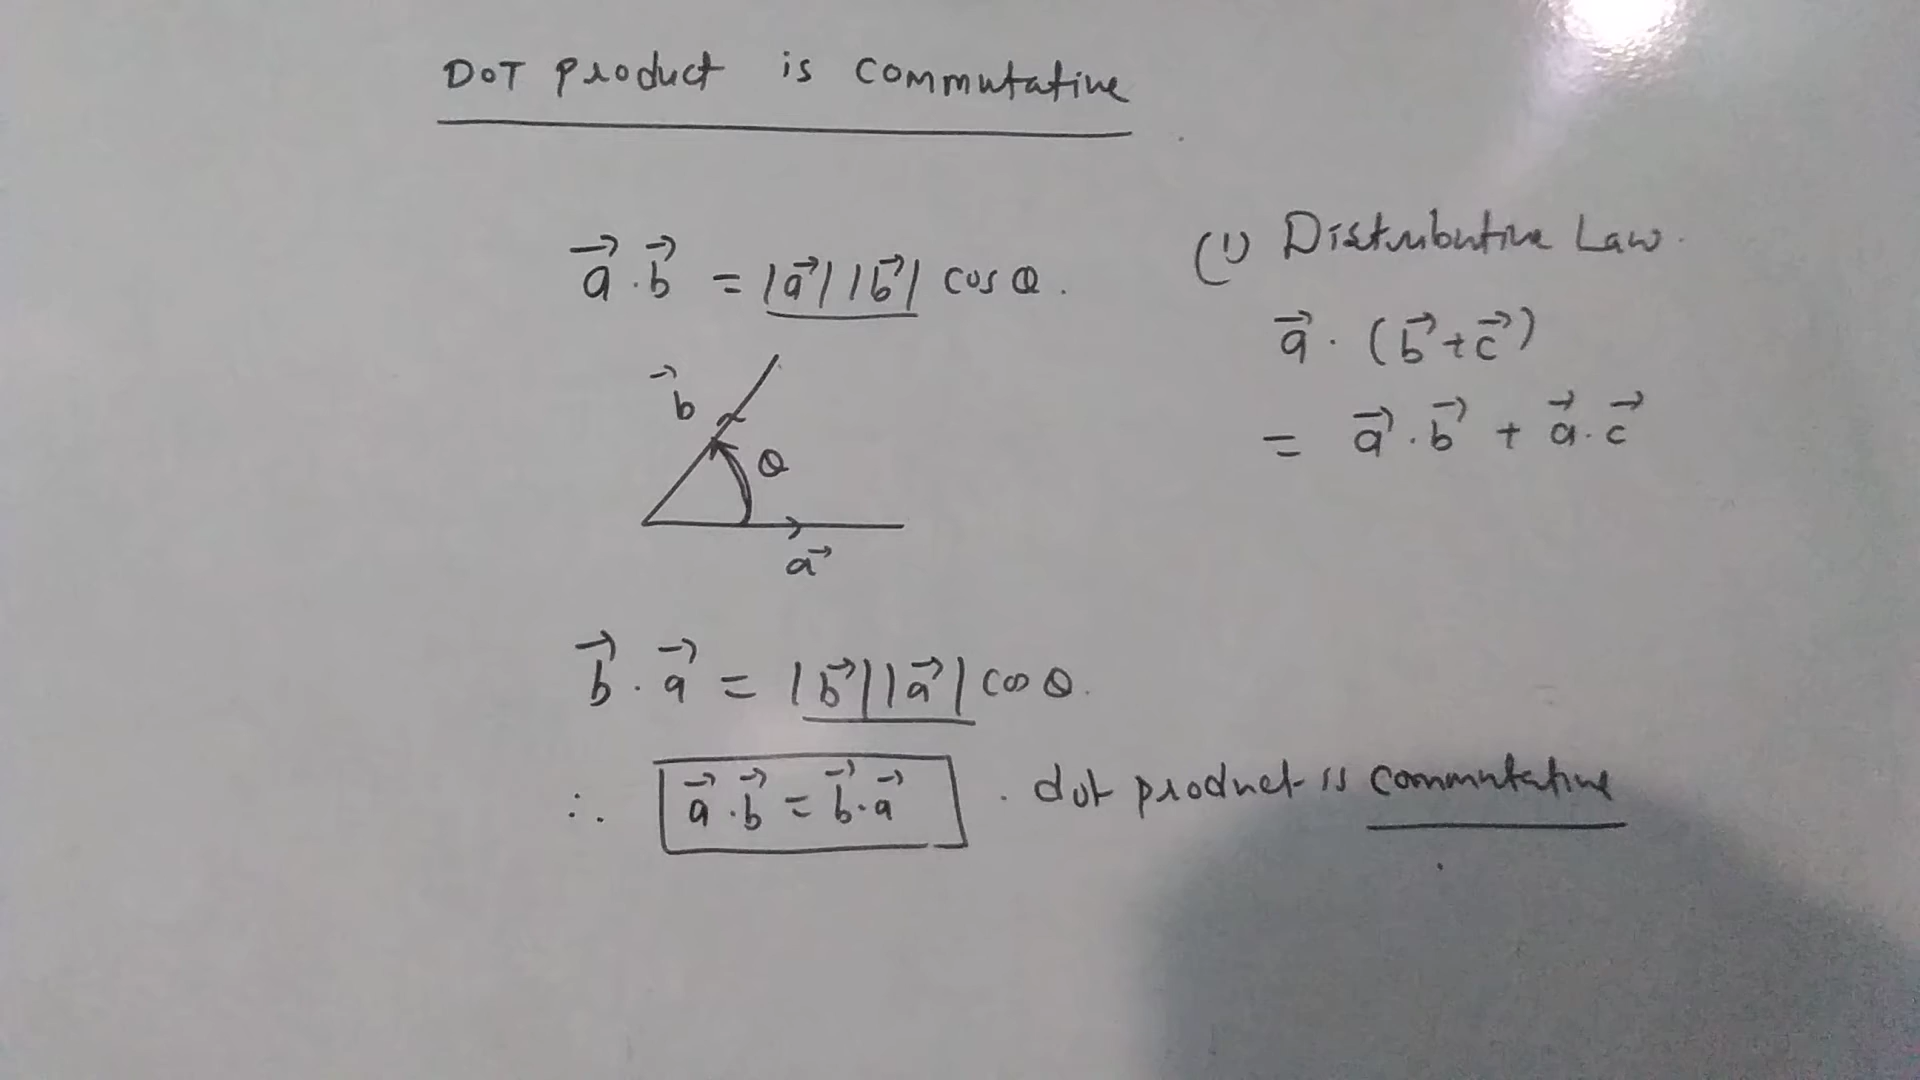 DOT product is commutative
a⃗ . b⃗ = |a⃗| |b⃗| cos θ.
b⃗
θ
a⃗
b⃗ . a⃗ = |b⃗| |a⃗| cos θ.
∴ a⃗ . b⃗ = b⃗ . a⃗ . dot product is commutative
(1) Distributive Law.
a⃗ . (b⃗ + c⃗)
= a⃗ . b⃗ + a⃗ . c⃗